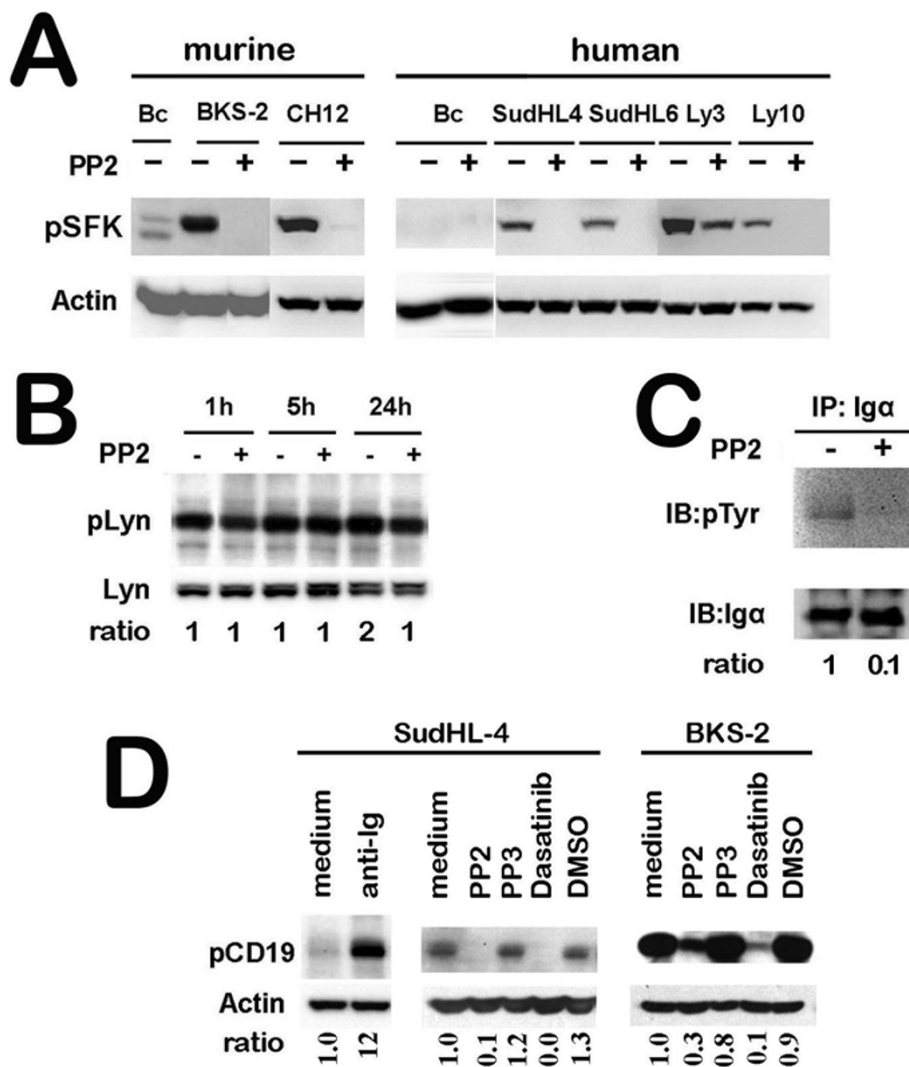 A
murine
human
Bc BKS-2 CH12 Bc SudHL4 SudHL6 Ly3 Ly10
PP2 – – + – + – + – + – + – + – +
pSFK
Actin
B
1h 5h 24h
PP2 - + - + - +
pLyn
Lyn
ratio 1 1 1 1 2 1
C
IP: Igα
PP2 - +
IB:pTyr
IB:Igα
ratio 1 0.1
D
SudHL-4 BKS-2
medium anti-Ig medium PP2 PP3 Dasatinib DMSO medium PP2 PP3 Dasatinib DMSO
pCD19
Actin
ratio 1.0 12 1.0 0.1 1.2 0.0 1.3 1.0 0.3 0.8 0.1 0.9